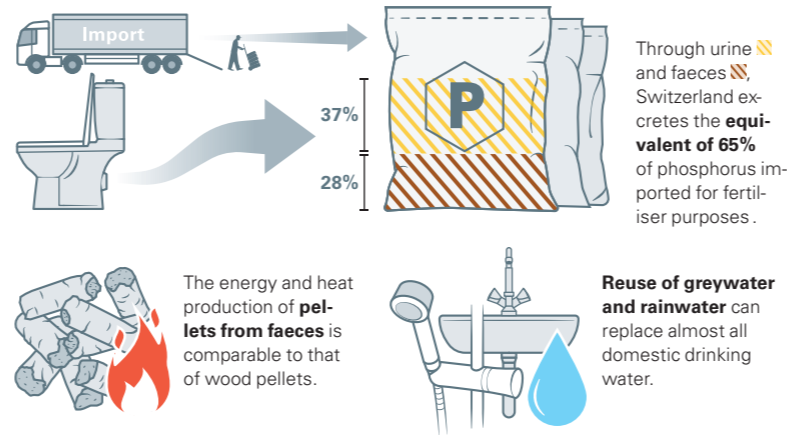 Import
P
37%
28%
Through urine
and faeces ,
Switzerland ex-
cretes the equi-
valent of 65%
of phosphorus im-
ported for fertil-
iser purposes .
The energy and heat
production of pel-
lets from faeces is
comparable to that
of wood pellets.
Reuse of greywater
and rainwater can
replace almost all
domestic drinking
water.